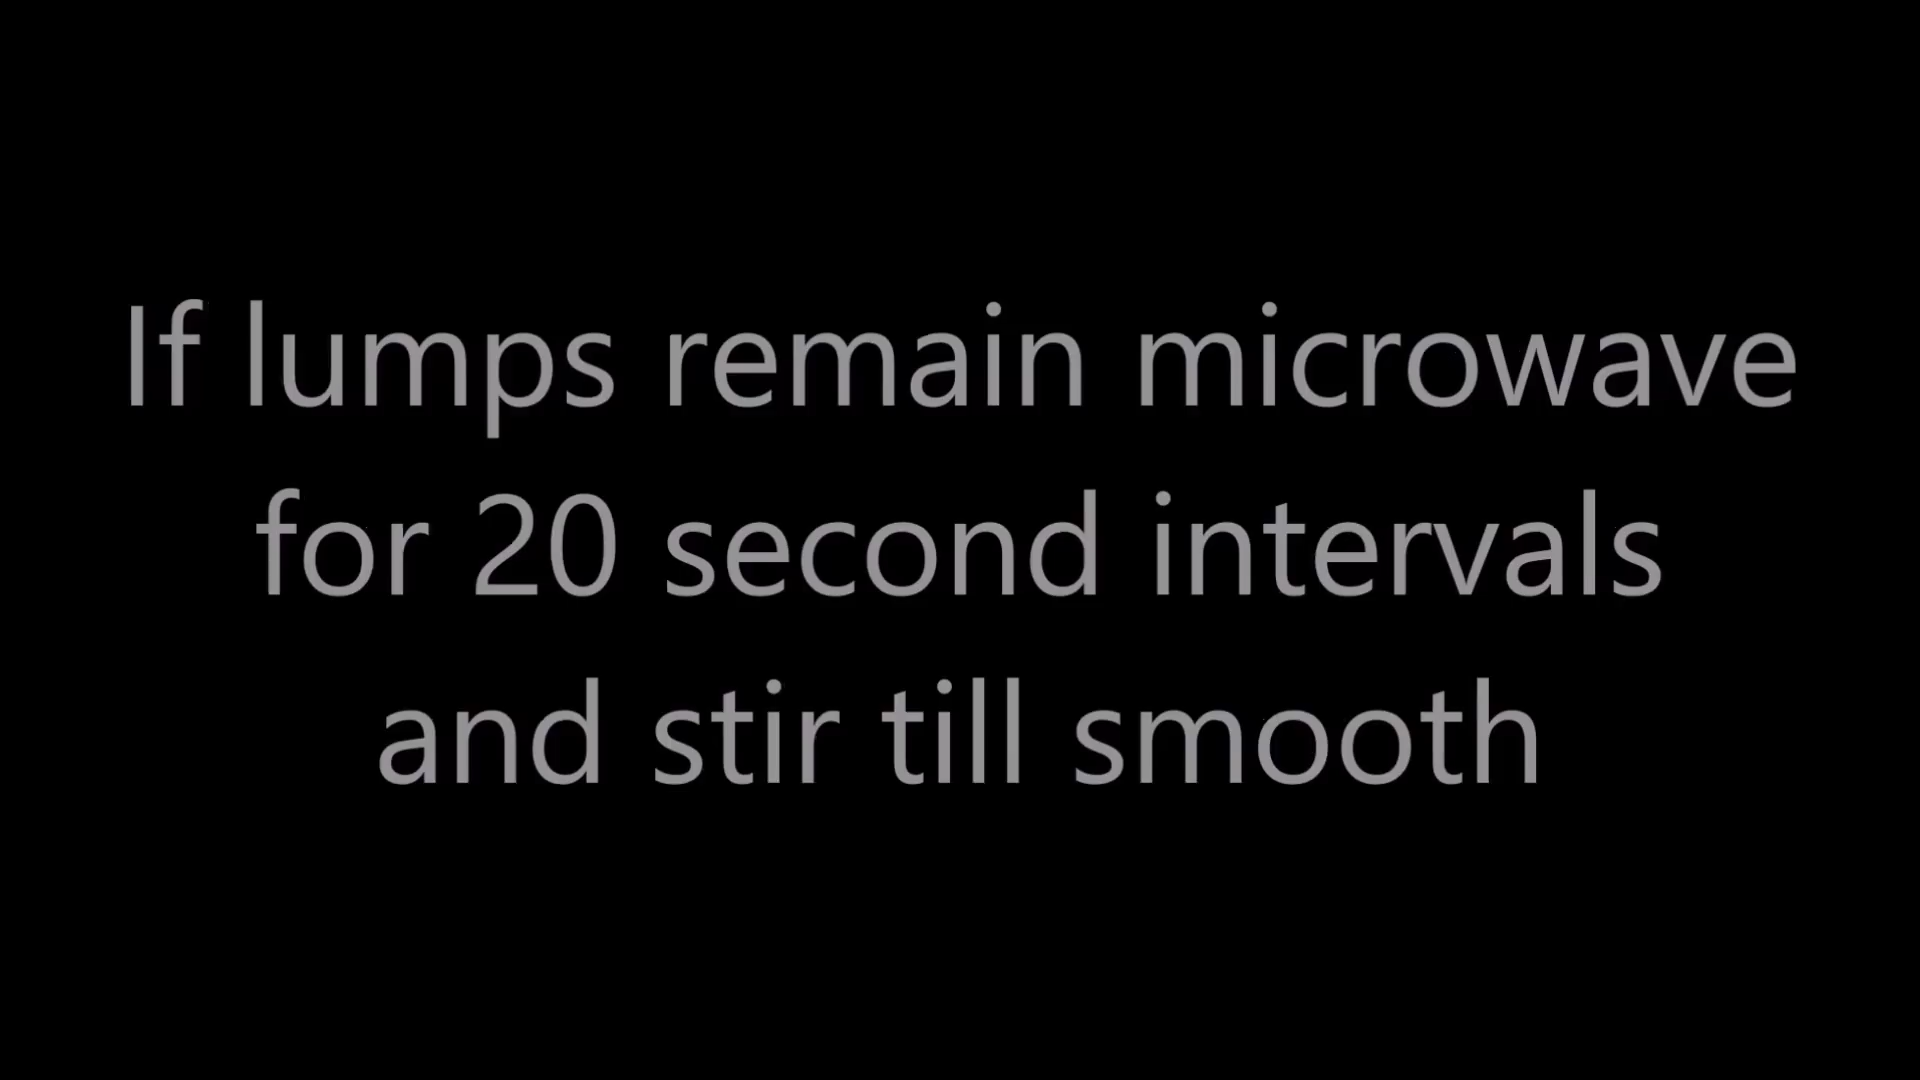 If lumps remain microwave
for 20 second intervals
and stir till smooth